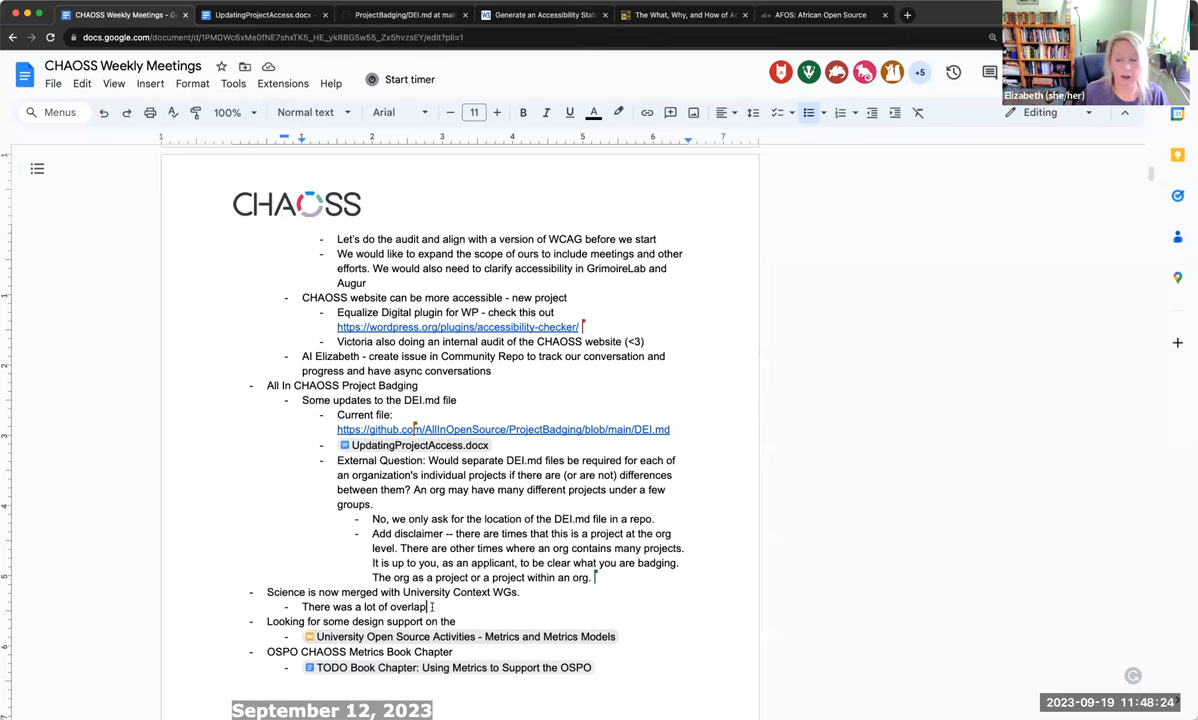 CHAOSS Weekly Meetings - G
UpdatingProjectAccess.docx -
ProjectBadging/DEI.md at mai
Generate an Accessibility Stat
The What, Why, and How of A
AFOS: African Open Source
docs.google.com/document/d/1PMDWc6xMe0fNE7shxTK5_HE_ykRBG5w55_Zx5hvzsEY/edit?pli=1
CHAOSS Weekly Meetings
File Edit View Insert Format Tools Extensions Help
Start timer
+5
Elizabeth (she/her)
Menus
100%
Normal text
Arial
11
Editing
CHAOSS
- Let's do the audit and align with a version of WCAG before we start
- We would like to expand the scope of ours to include meetings and other
efforts. We would also need to clarify accessibility in GrimoireLab and
Augur
- CHAOSS website can be more accessible - new project
- Equalize Digital plugin for WP - check this out
https://wordpress.org/plugins/accessibility-checker/
- Victoria also doing an internal audit of the CHAOSS website (<3)
- AI Elizabeth - create issue in Community Repo to track our conversation and
progress and have async conversations
- All In CHAOSS Project Badging
- Some updates to the DEI.md file
- Current file:
https://github.com/AllInOpenSource/ProjectBadging/blob/main/DEI.md
- UpdatingProjectAccess.docx
- External Question: Would separate DEI.md files be required for each of
an organization's individual projects if there are (or are not) differences
between them? An org may have many different projects under a few
groups.
- No, we only ask for the location of the DEI.md file in a repo.
- Add disclaimer -- there are times that this is a project at the org
level. There are other times where an org contains many projects.
It is up to you, as an applicant, to be clear what you are badging.
The org as a project or a project within an org.
- Science is now merged with University Context WGs.
- There was a lot of overlap
- Looking for some design support on the
- University Open Source Activities - Metrics and Metrics Models
- OSPO CHAOSS Metrics Book Chapter
- TODO Book Chapter: Using Metrics to Support the OSPO
September 12, 2023
2023-09-19 11:48:24